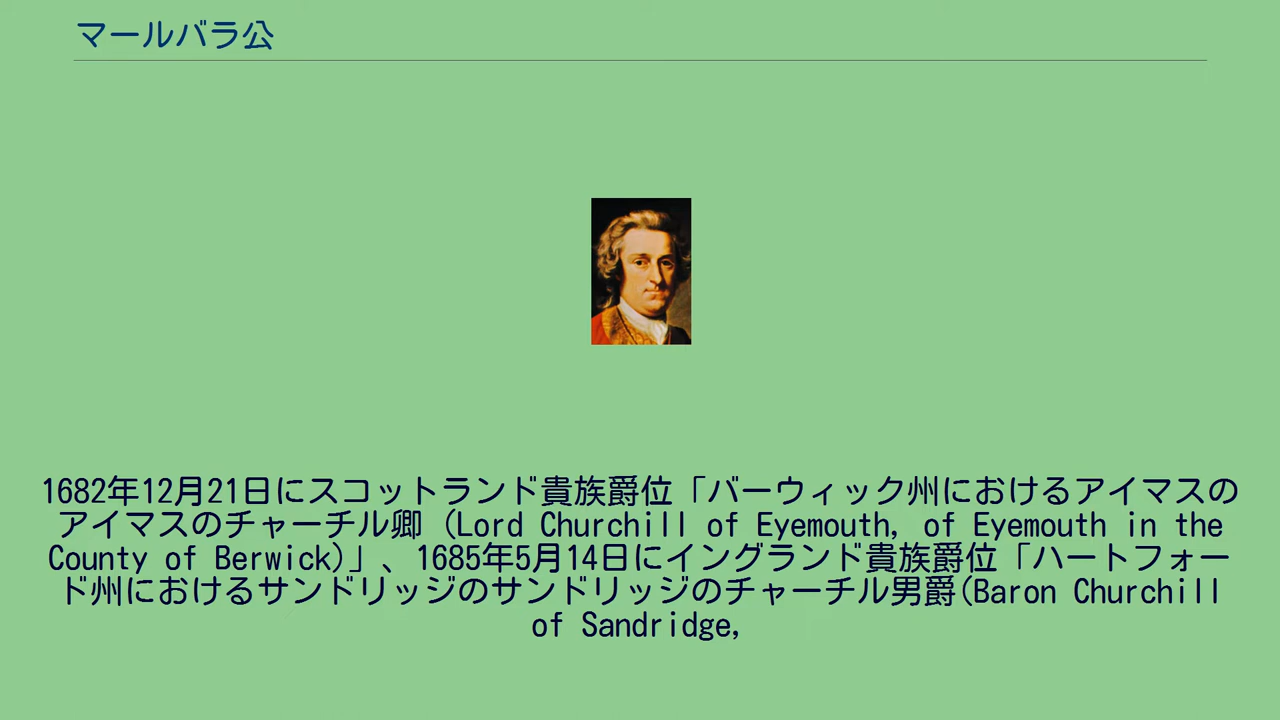 マールバラ公
1682年12月21日にスコットランド貴族爵位「バーウィック州におけるアイマスの
アイマスのチャーチル卿 (Lord Churchill of Eyemouth, of Eyemouth in the
County of Berwick)」、1685年5月14日にイングランド貴族爵位「ハートフォー
ド州におけるサンドリッジのサンドリッジのチャーチル男爵(Baron Churchill
of Sandridge,